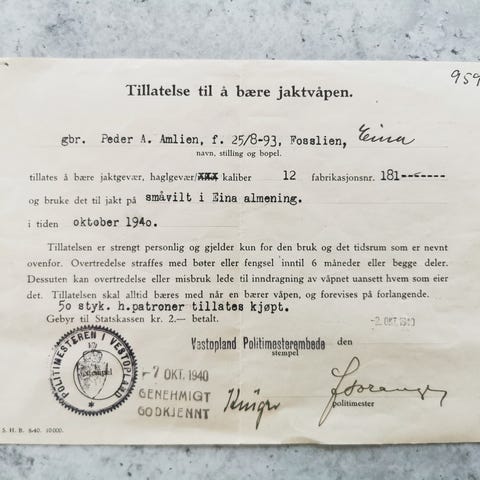 959
Tillatelse til å bære jaktvåpen.
gbr. Peder A. Amlien, f. 25/8-93, Fosslien, Eina
navn, stilling og bopel.
tillates å bære jaktgevær, haglgevær/xxx kaliber 12 fabrikasjonsnr. 181-------
og bruke det til jakt på småvilt i Eina almening.
i tiden oktober 1940.
Tillatelsen er strengt personlig og gjelder kun for den bruk og det tidsrum som er nevnt
ovenfor. Overtredelse straffes med bøter eller fengsel inntil 6 måneder eller begge deler.
Dessuten kan overtredelse eller misbruk lede til inndragning av våpnet uansett hvem som eier
det. Tillatelsen skal alltid bæres med når en bærer våpen, og forevises på forlangende.
50 styk. h.patroner tillates kjøpt.
Gebyr til Statskassen kr. 2.— betalt.
-2 OKT. 1940
Vestopland Politimesterembede den
stempel
POLITIMESTEREN I VESTOPLAND
stempel
-7 OKT. 1940
GENEHMIGT
GODKJENNT
politimester
S. H. B. 8-40. 10000.